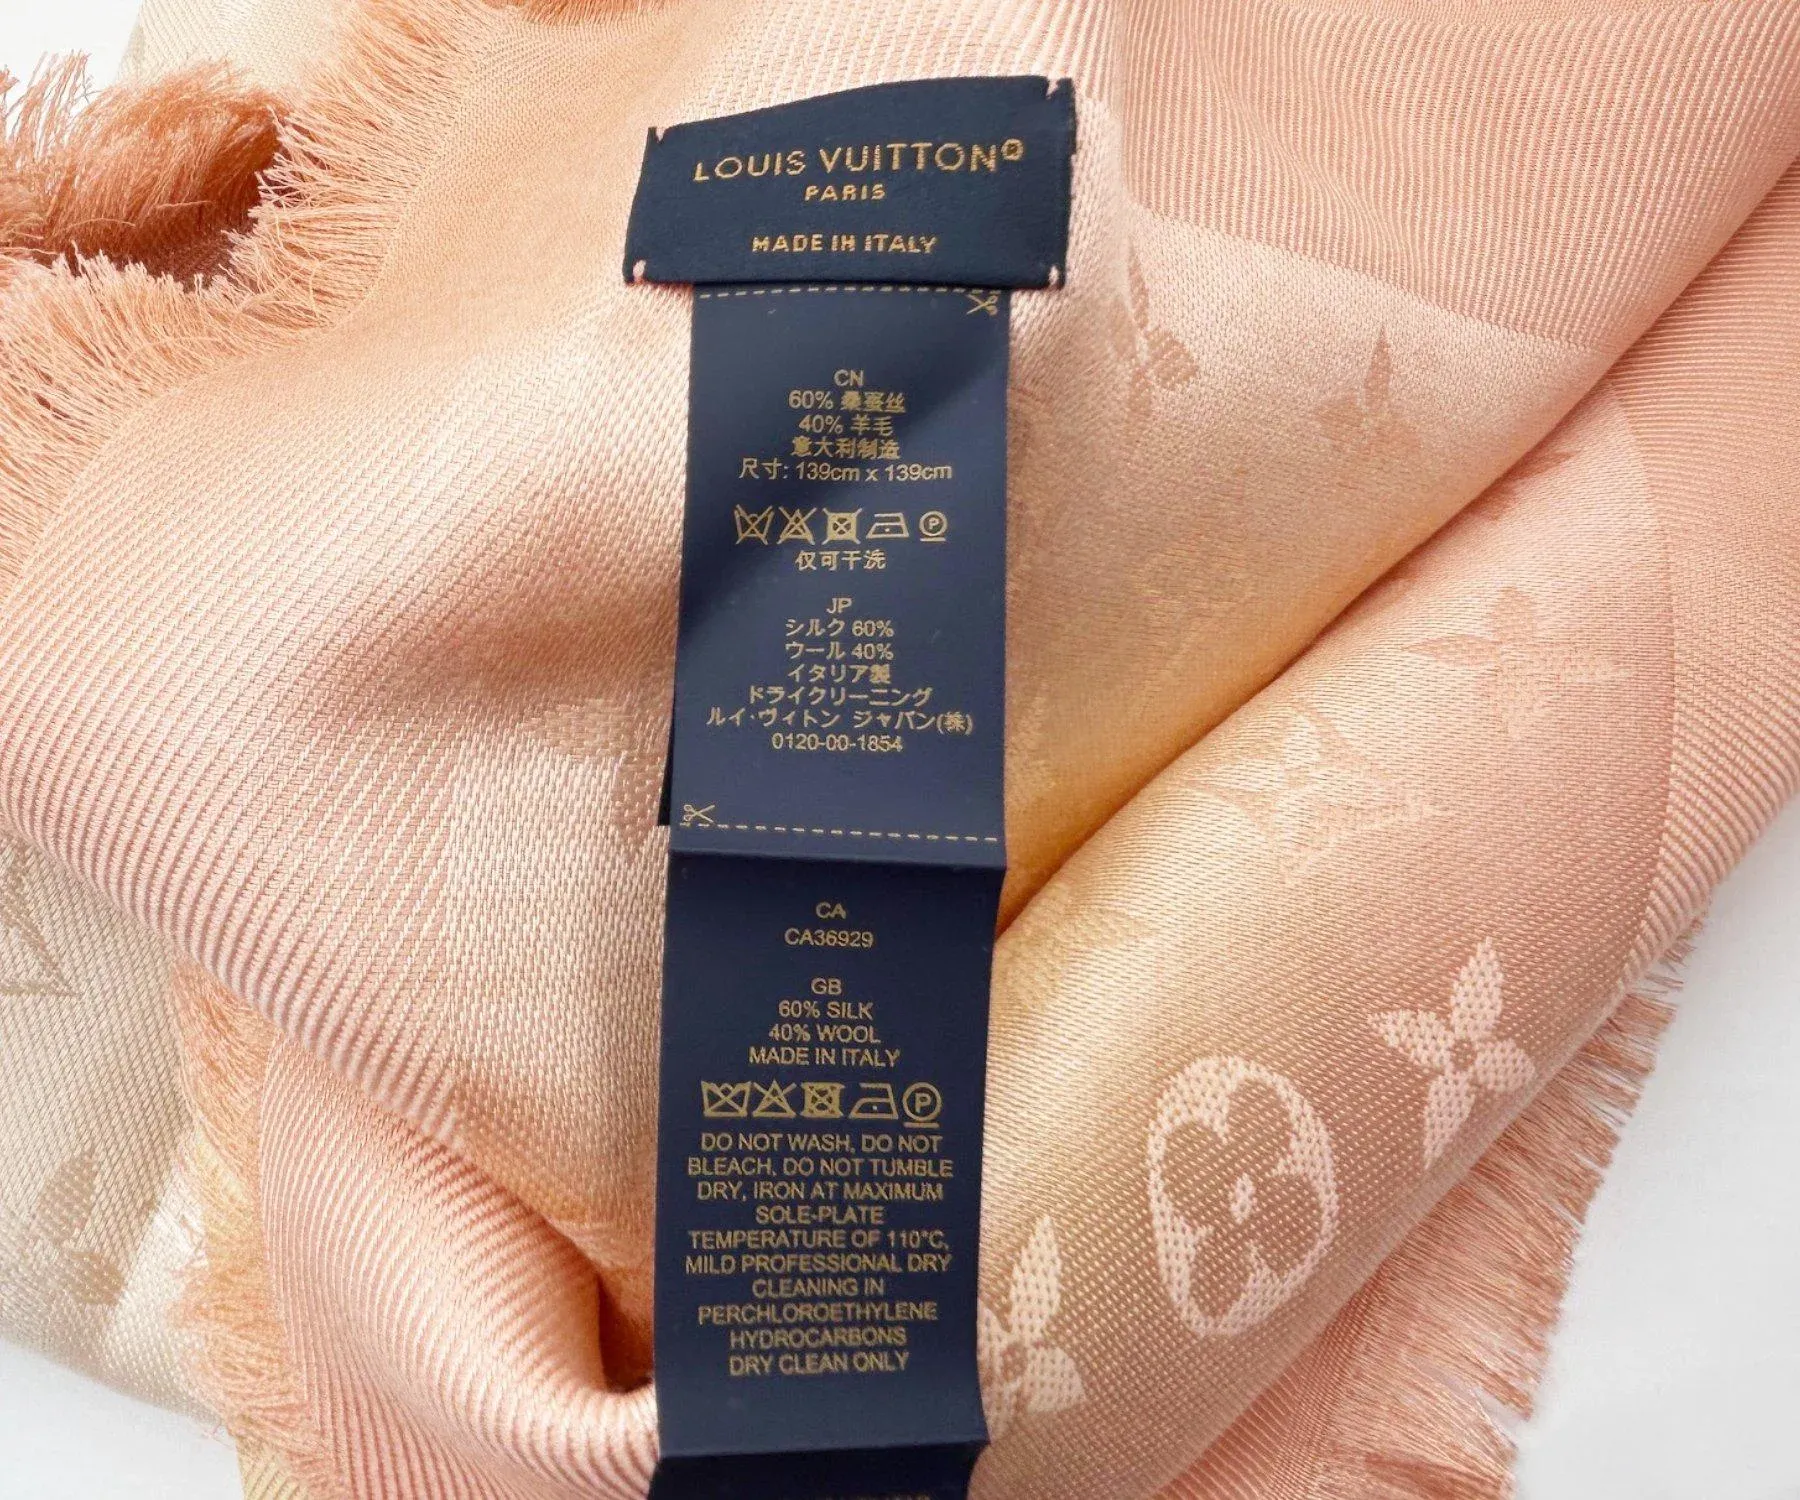 LOUIS VUITTON®
PARIS
MADE IN ITALY
CN
60% 桑蚕丝
40% 羊毛
意大利制造
尺寸: 139cm x 139cm
P
仅可干洗
JP
シルク 60%
ウール 40%
イタリア製
ドライクリーニング
ルイ・ヴィトン ジャパン(株)
0120-00-1854
CA
CA36929
GB
60% SILK
40% WOOL
MADE IN ITALY
P
DO NOT WASH, DO NOT
BLEACH, DO NOT TUMBLE
DRY, IRON AT MAXIMUM
SOLE-PLATE
TEMPERATURE OF 110°C,
MILD PROFESSIONAL DRY
CLEANING IN
PERCHLOROETHYLENE
HYDROCARBONS
DRY CLEAN ONLY